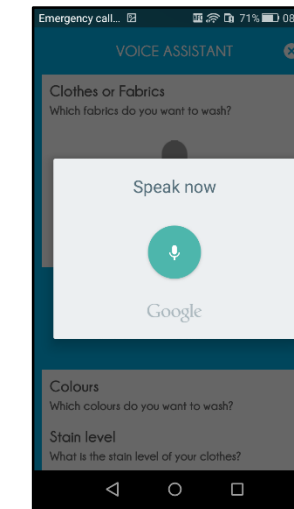 Emergency call... 71% 08
VOICE ASSISTANT
Clothes or Fabrics
Which fabrics do you want to wash?
Speak now
Google
Colours
Which colours do you want to wash?
Stain level
What is the stain level of your clothes?